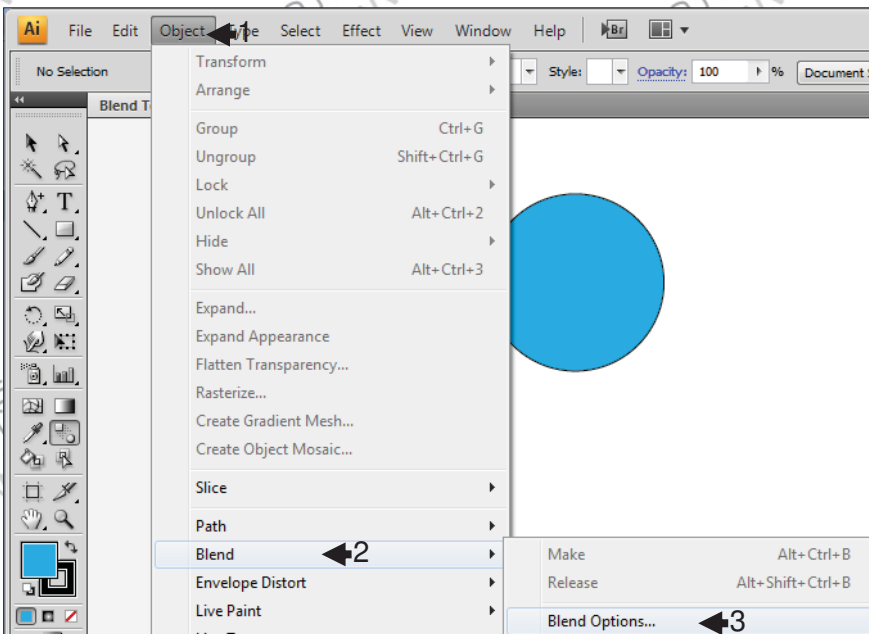 Ai File Edit Object 1 Type Select Effect View Window Help Br
No Selection Style: Opacity: 100 % Document
Blend T
Transform
Arrange
Group Ctrl+G
Ungroup Shift+Ctrl+G
Lock
Unlock All Alt+Ctrl+2
Hide
Show All Alt+Ctrl+3
Expand...
Expand Appearance
Flatten Transparency...
Rasterize...
Create Gradient Mesh...
Create Object Mosaic...
Slice
Path
Blend 2
Make Alt+Ctrl+B
Envelope Distort
Release Alt+Shift+Ctrl+B
Live Paint
Blend Options... 3